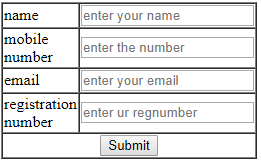 name enter your name
mobile
number enter the number
email enter your email
registration
number enter ur regnumber
Submit